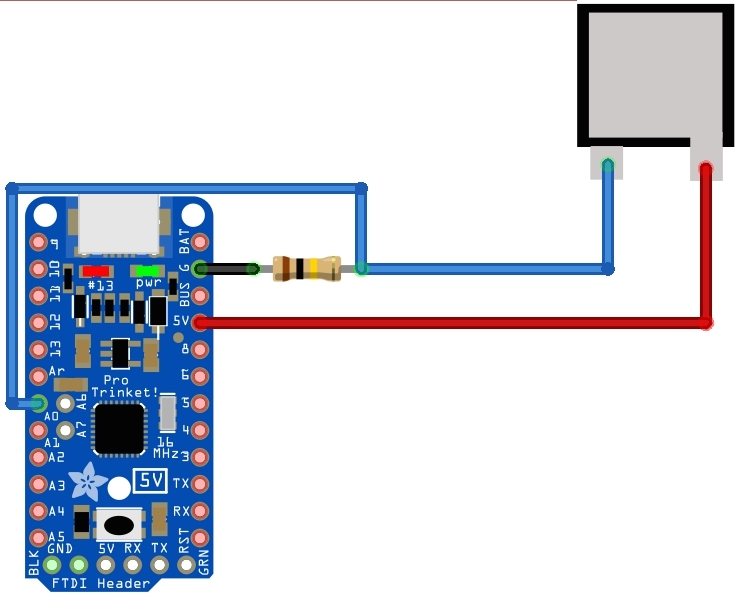 9
BAT
10
G
#13
pwr
11
BUS
12
5V
13
8
Ar
6
Pro
Trinket!
A0
A6
5
A1
A7
4
16
MHz
A2
3
A3
5V
TX
A4
RX
A5
RST
BLK
GND
5V
RX
TX
GRN
FTDI Header